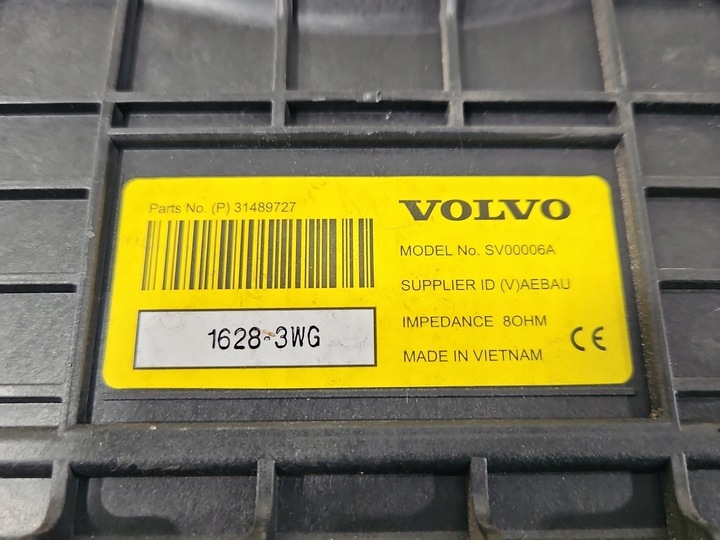 Parts No. (P) 31489727
1628-3WG
VOLVO
MODEL No. SV00006A
SUPPLIER ID (V)AEBAU
IMPEDANCE 8OHM
MADE IN VIETNAM
CE